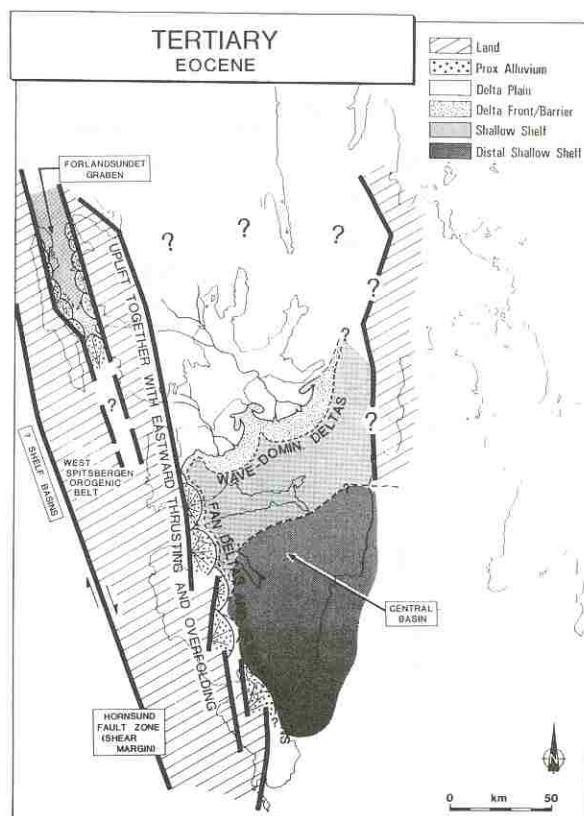 TERTIARY
EOCENE
Land
Prox Alluvium
Delta Plain
Delta Front/Barrier
Shallow Shelf
Distal Shallow Shelf
FORLANDSUNDET
GRABEN
? ? ?
?
?
?
?
UPLIFT TOGETHER WITH EASTWARD THRUSTING AND OVERFOLDING
WAVE-DOMIN. DELTAS
FAN DELTAS
? SHELF BASINS
WEST
SPITSBERGEN
OROGENIC
BELT
CENTRAL
BASIN
HORNSUND
FAULT ZONE
(SHEAR
MARGIN)
N
0 km 50